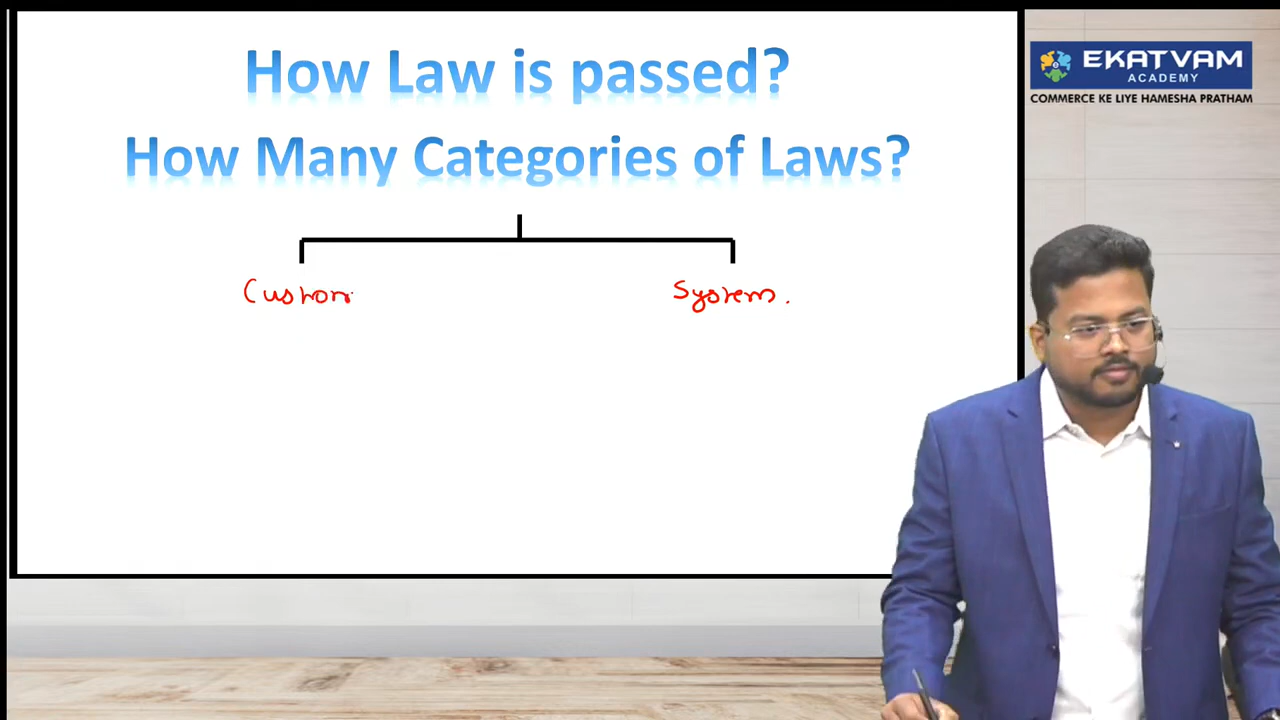 How Law is passed?
How Many Categories of Laws?
Custom
System.
EKATVAM
ACADEMY
COMMERCE KE LIYE HAMESHA PRATHAM